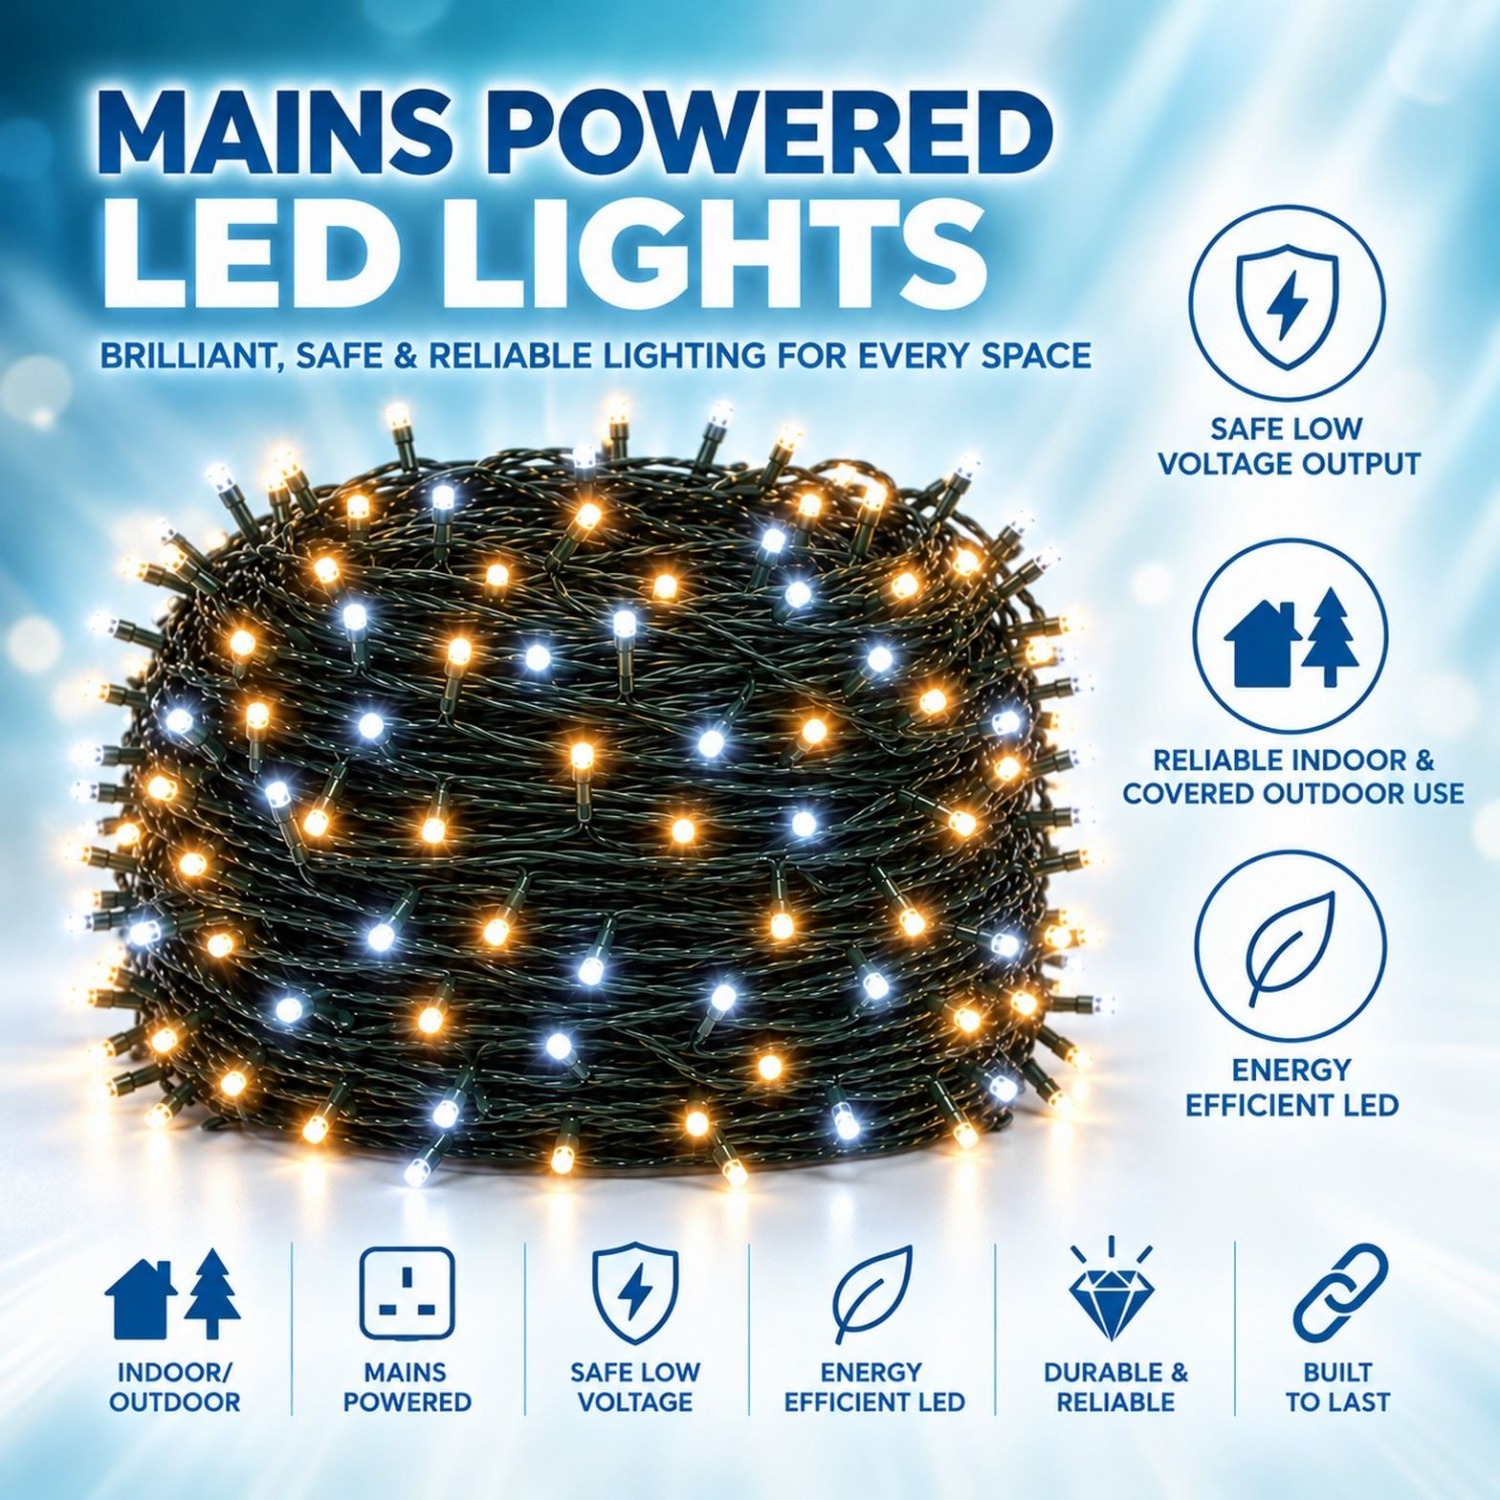 MAINS POWERED
LED LIGHTS
BRILLIANT, SAFE & RELIABLE LIGHTING FOR EVERY SPACE
SAFE LOW
VOLTAGE OUTPUT
RELIABLE INDOOR &
COVERED OUTDOOR USE
ENERGY
EFFICIENT LED
INDOOR/
OUTDOOR
MAINS
POWERED
SAFE LOW
VOLTAGE
ENERGY
EFFICIENT LED
DURABLE &
RELIABLE
BUILT
TO LAST